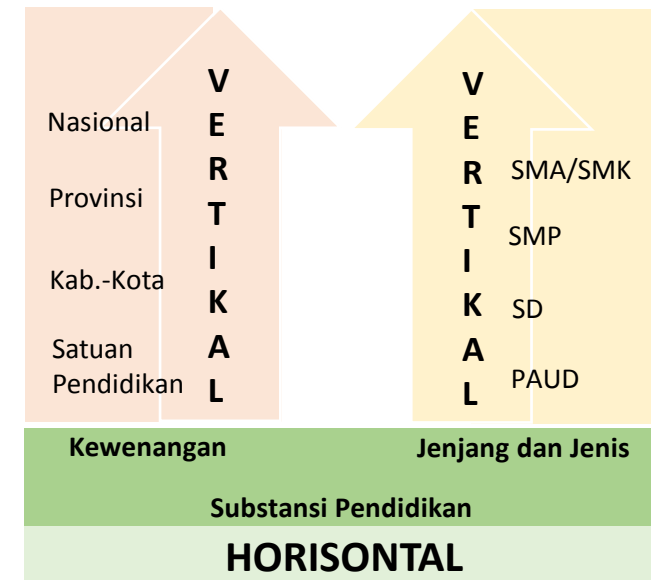 Nasional
Provinsi
Kab.-Kota
Satuan
Pendidikan
V
E
R
T
I
K
A
L
V
E
R
T
I
K
A
L
SMA/SMK
SMP
SD
PAUD
Kewenangan
Jenjang dan Jenis
Substansi Pendidikan
HORISONTAL